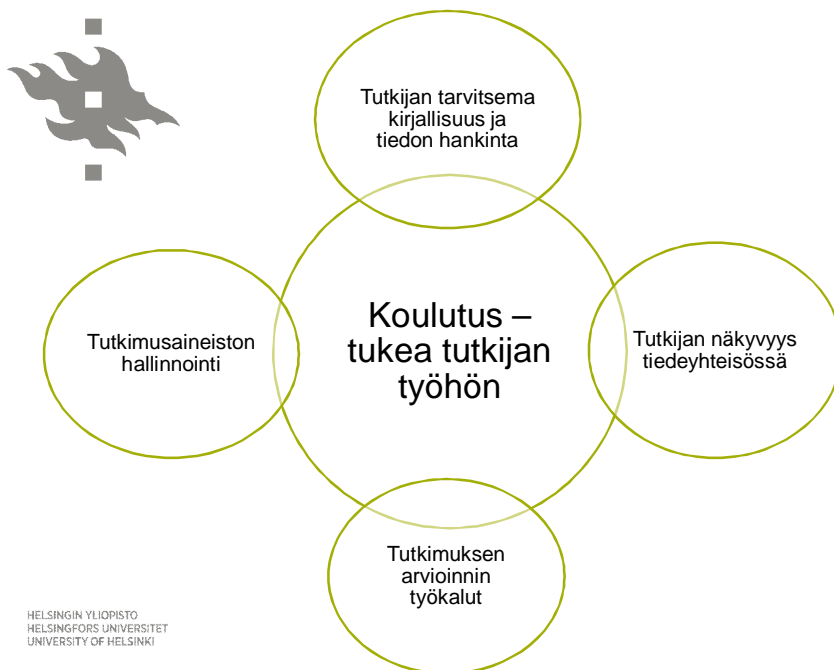 Tutkijan tarvitsema
kirjallisuus ja
tiedon hankinta
Tutkimusaineiston
hallinnointi
Koulutus –
tukea tutkijan
työhön
Tutkijan näkyvyys
tiedeyhteisössä
Tutkimuksen
arvioinnin
työkalut
HELSINGIN YLIOPISTO
HELSINGFORS UNIVERSITET
UNIVERSITY OF HELSINKI